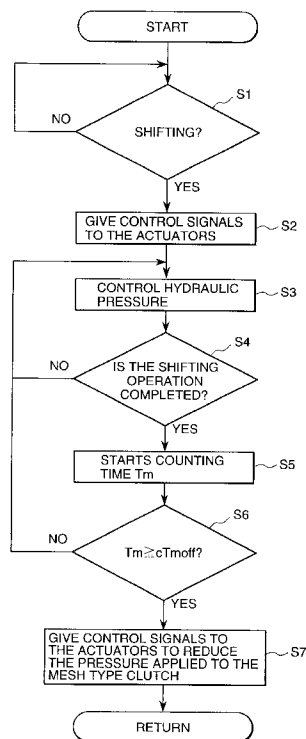 START
S1
NO
SHIFTING?
YES
GIVE CONTROL SIGNALS
TO THE ACTUATORS
S2
CONTROL HYDRAULIC
PRESSURE
S3
S4
NO
IS THE SHIFTING
OPERATION
COMPLETED?
YES
STARTS COUNTING
TIME Tm
S5
S6
NO
Tm≧cTmoff?
YES
GIVE CONTROL SIGNALS TO
THE ACTUATORS TO REDUCE
THE PRESSURE APPLIED TO THE
MESH TYPE CLUTCH
S7
RETURN